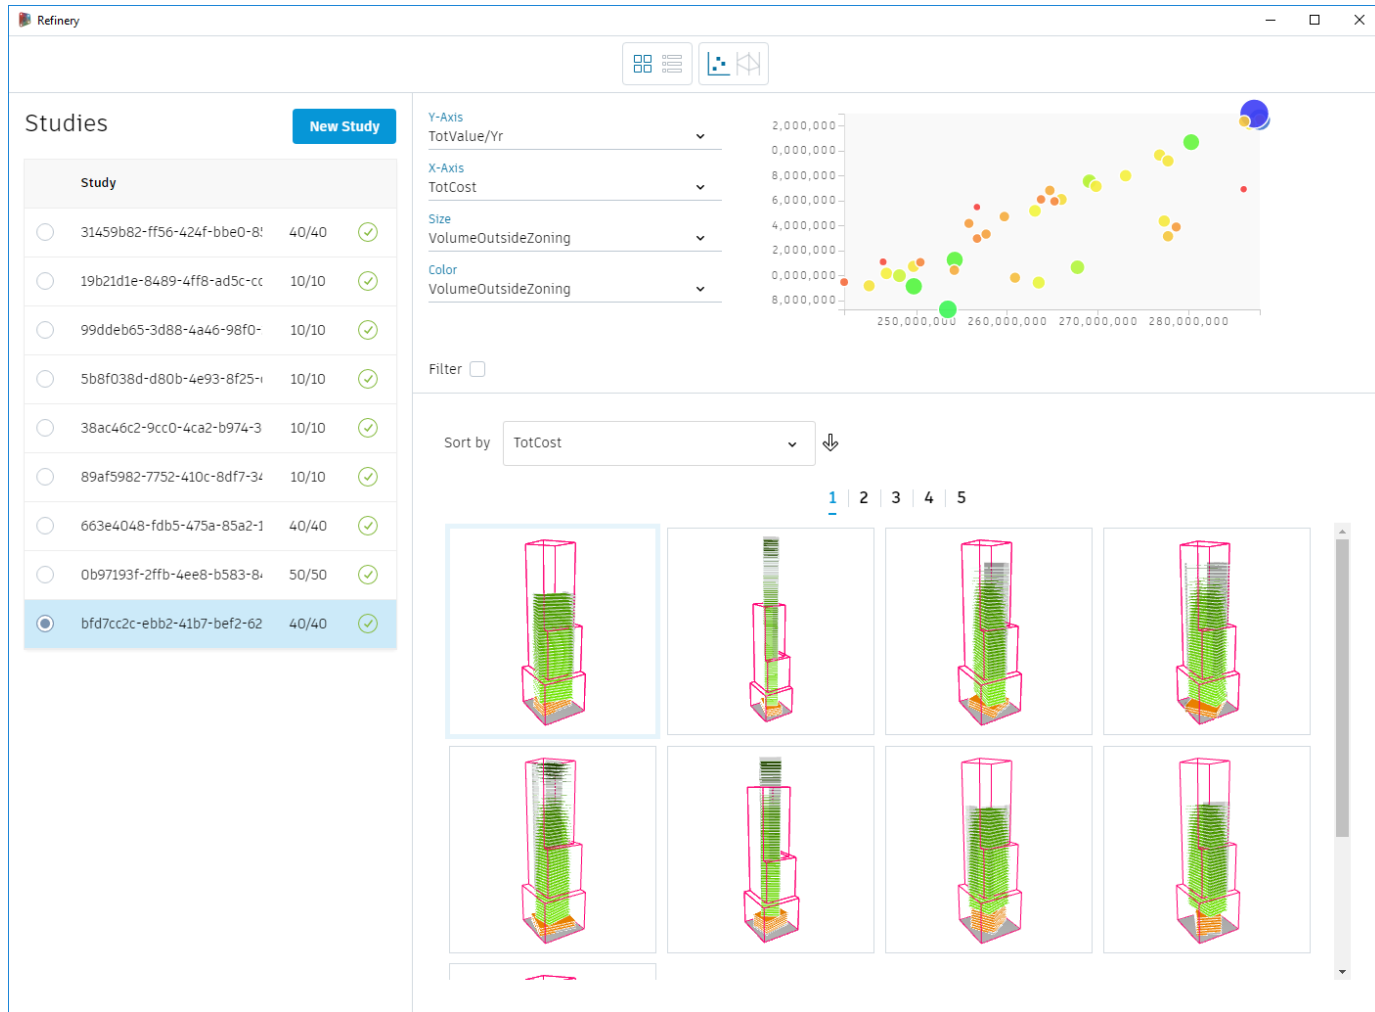 Refinery
Studies
New Study
Study
31459b82-ff56-424f-bbe0-8 40/40
19b21d1e-8489-4ff8-ad5c-cc 10/10
99ddeb65-3d88-4a46-98f0- 10/10
5b8f038d-d80b-4e93-8f25- 10/10
38ac46c2-9cc0-4ca2-b974-3 10/10
89af5982-7752-410c-8df7-34 10/10
663e4048-fdb5-475a-85a2-1 40/40
0b97193f-2ffb-4ee8-b583-8 50/50
bfd7cc2c-ebb2-41b7-bef2-62 40/40
Y-Axis
TotValue/Yr
X-Axis
TotCost
Size
VolumeOutsideZoning
Color
VolumeOutsideZoning
Filter
2,000,000
0,000,000
8,000,000
6,000,000
4,000,000
2,000,000
0,000,000
8,000,000
250,000,000 260,000,000 270,000,000 280,000,000
Sort by TotCost
1 2 3 4 5